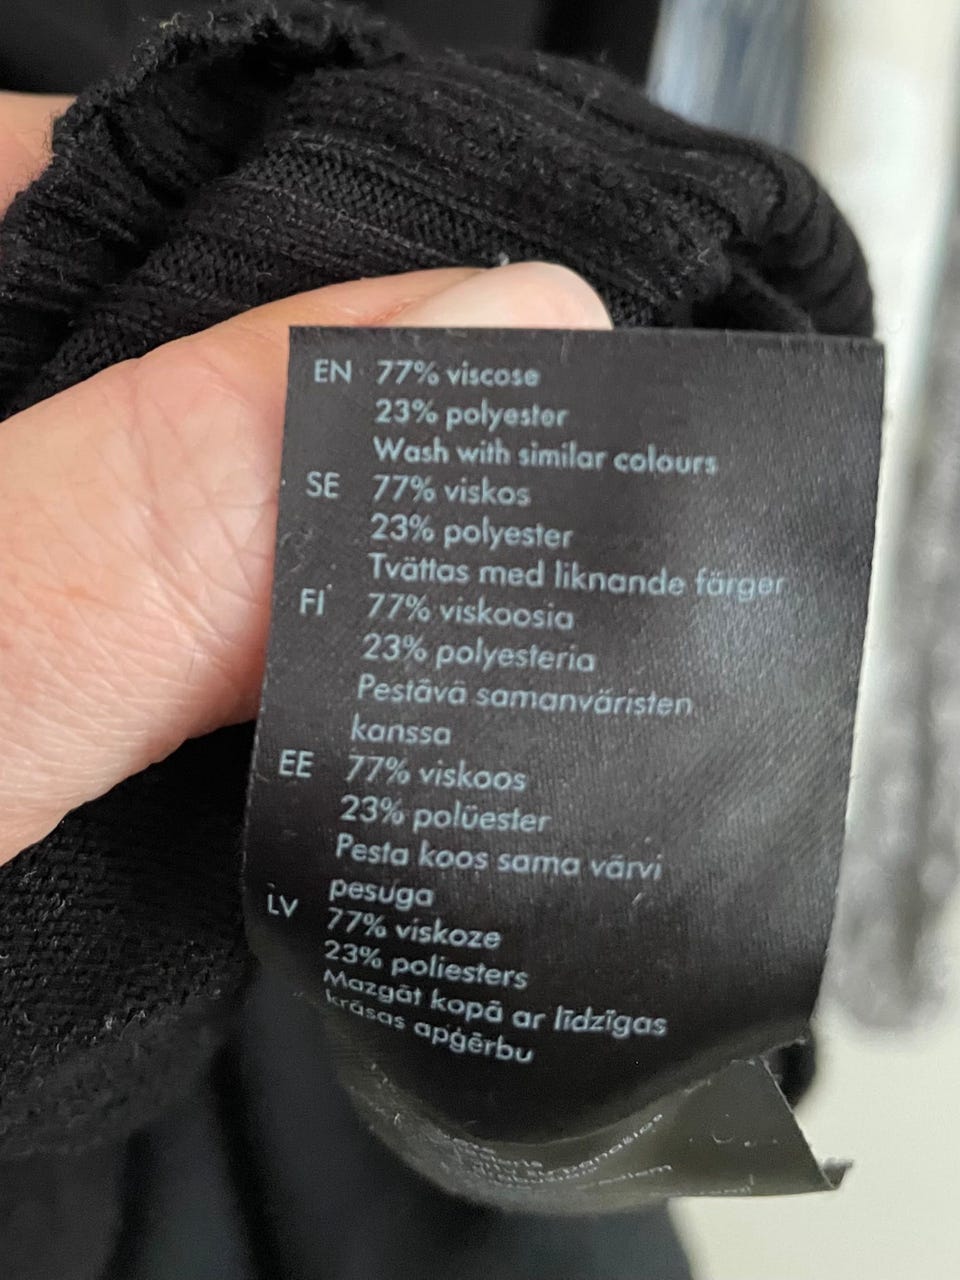 EN 77% viscose
23% polyester
Wash with similar colours
SE 77% viskos
23% polyester
Tvättas med liknande färger
FI 77% viskoosia
23% polyesteria
Pestävä samanväristen
kanssa
EE 77% viskoos
23% polüester
Pesta koos sama värvi
pesuga
LV 77% viskoze
23% poliesters
Mazgāt kopā ar līdzīgas
krāsas apģērbu